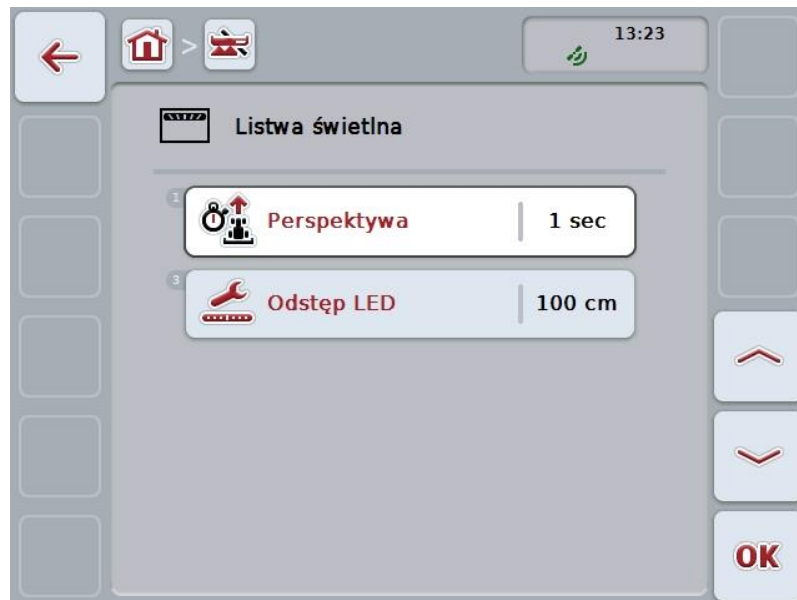 >
13:23
Listwa świetlna
1
Perspektywa
1 sec
3
Odstęp LED
100 cm
OK